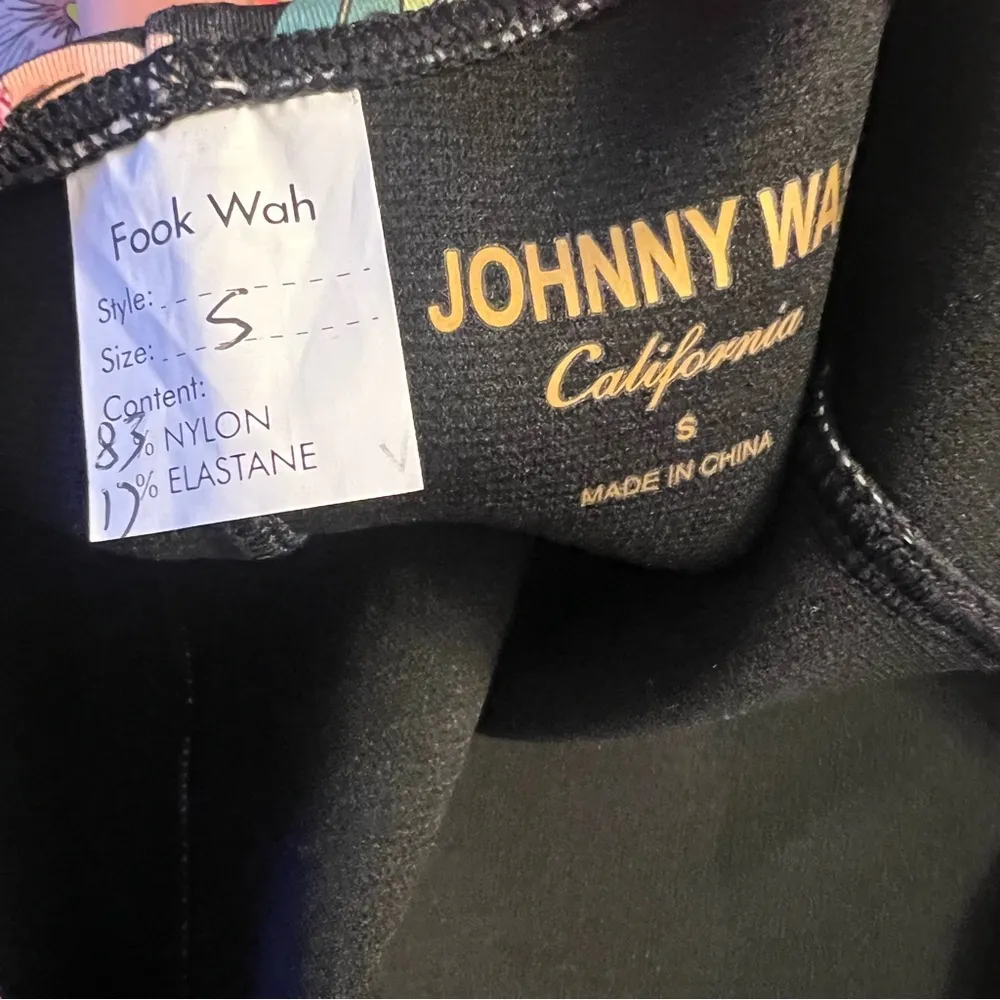 Fook Wah
Style:
Size: S
Content:
83% NYLON
17% ELASTANE
JOHNNY WA
California
S
MADE IN CHINA